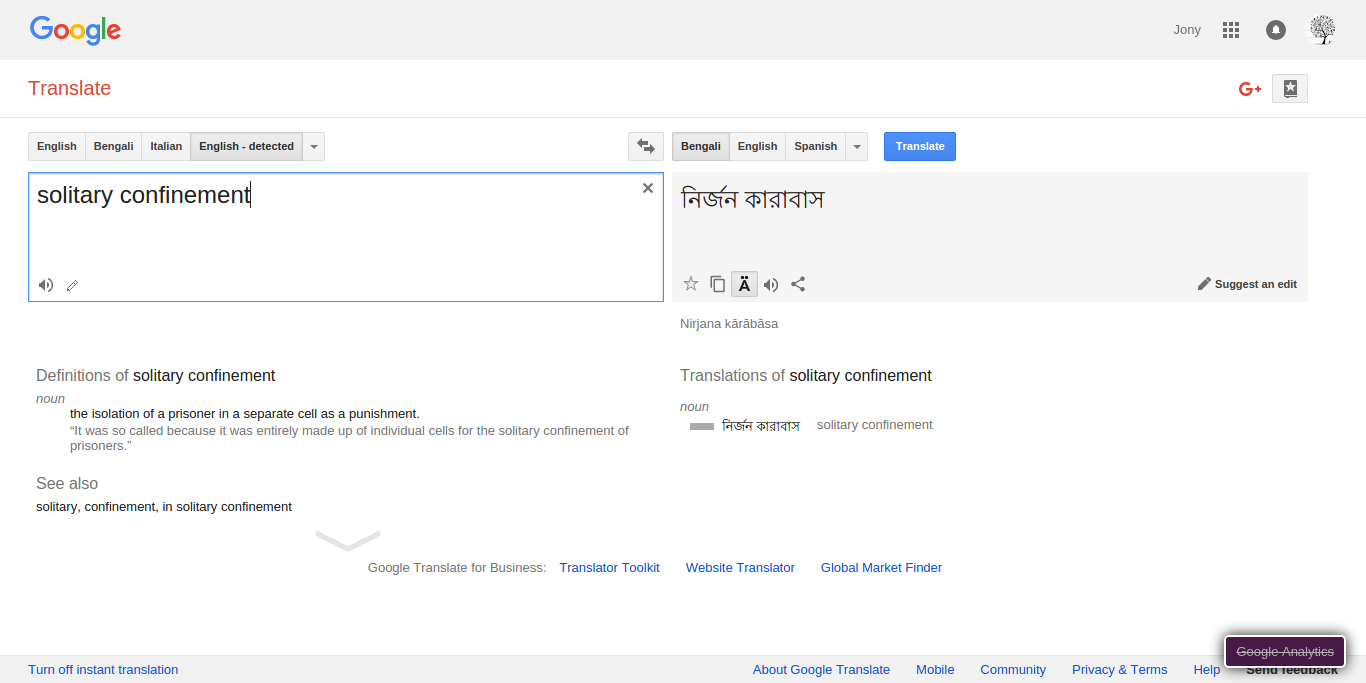 Google
Jony
Translate
G+
English Bengali Italian English - detected
Bengali English Spanish Translate
solitary confinement
নির্জন কারাবাস
Ä
Suggest an edit
Nirjana kārābāsa
Definitions of solitary confinement
noun
the isolation of a prisoner in a separate cell as a punishment.
“It was so called because it was entirely made up of individual cells for the solitary confinement of
prisoners.”
See also
solitary, confinement, in solitary confinement
Translations of solitary confinement
noun
নির্জন কারাবাস solitary confinement
Google Translate for Business: Translator Toolkit Website Translator Global Market Finder
Google Analytics
Turn off instant translation About Google Translate Mobile Community Privacy & Terms Help Send feedback